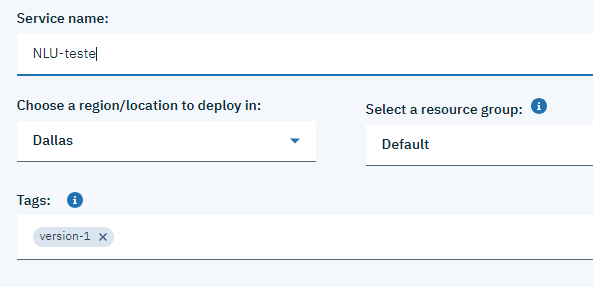 Service name:
NLU-teste
Choose a region/location to deploy in:
Select a resource group:
Dallas
Default
Tags:
version-1